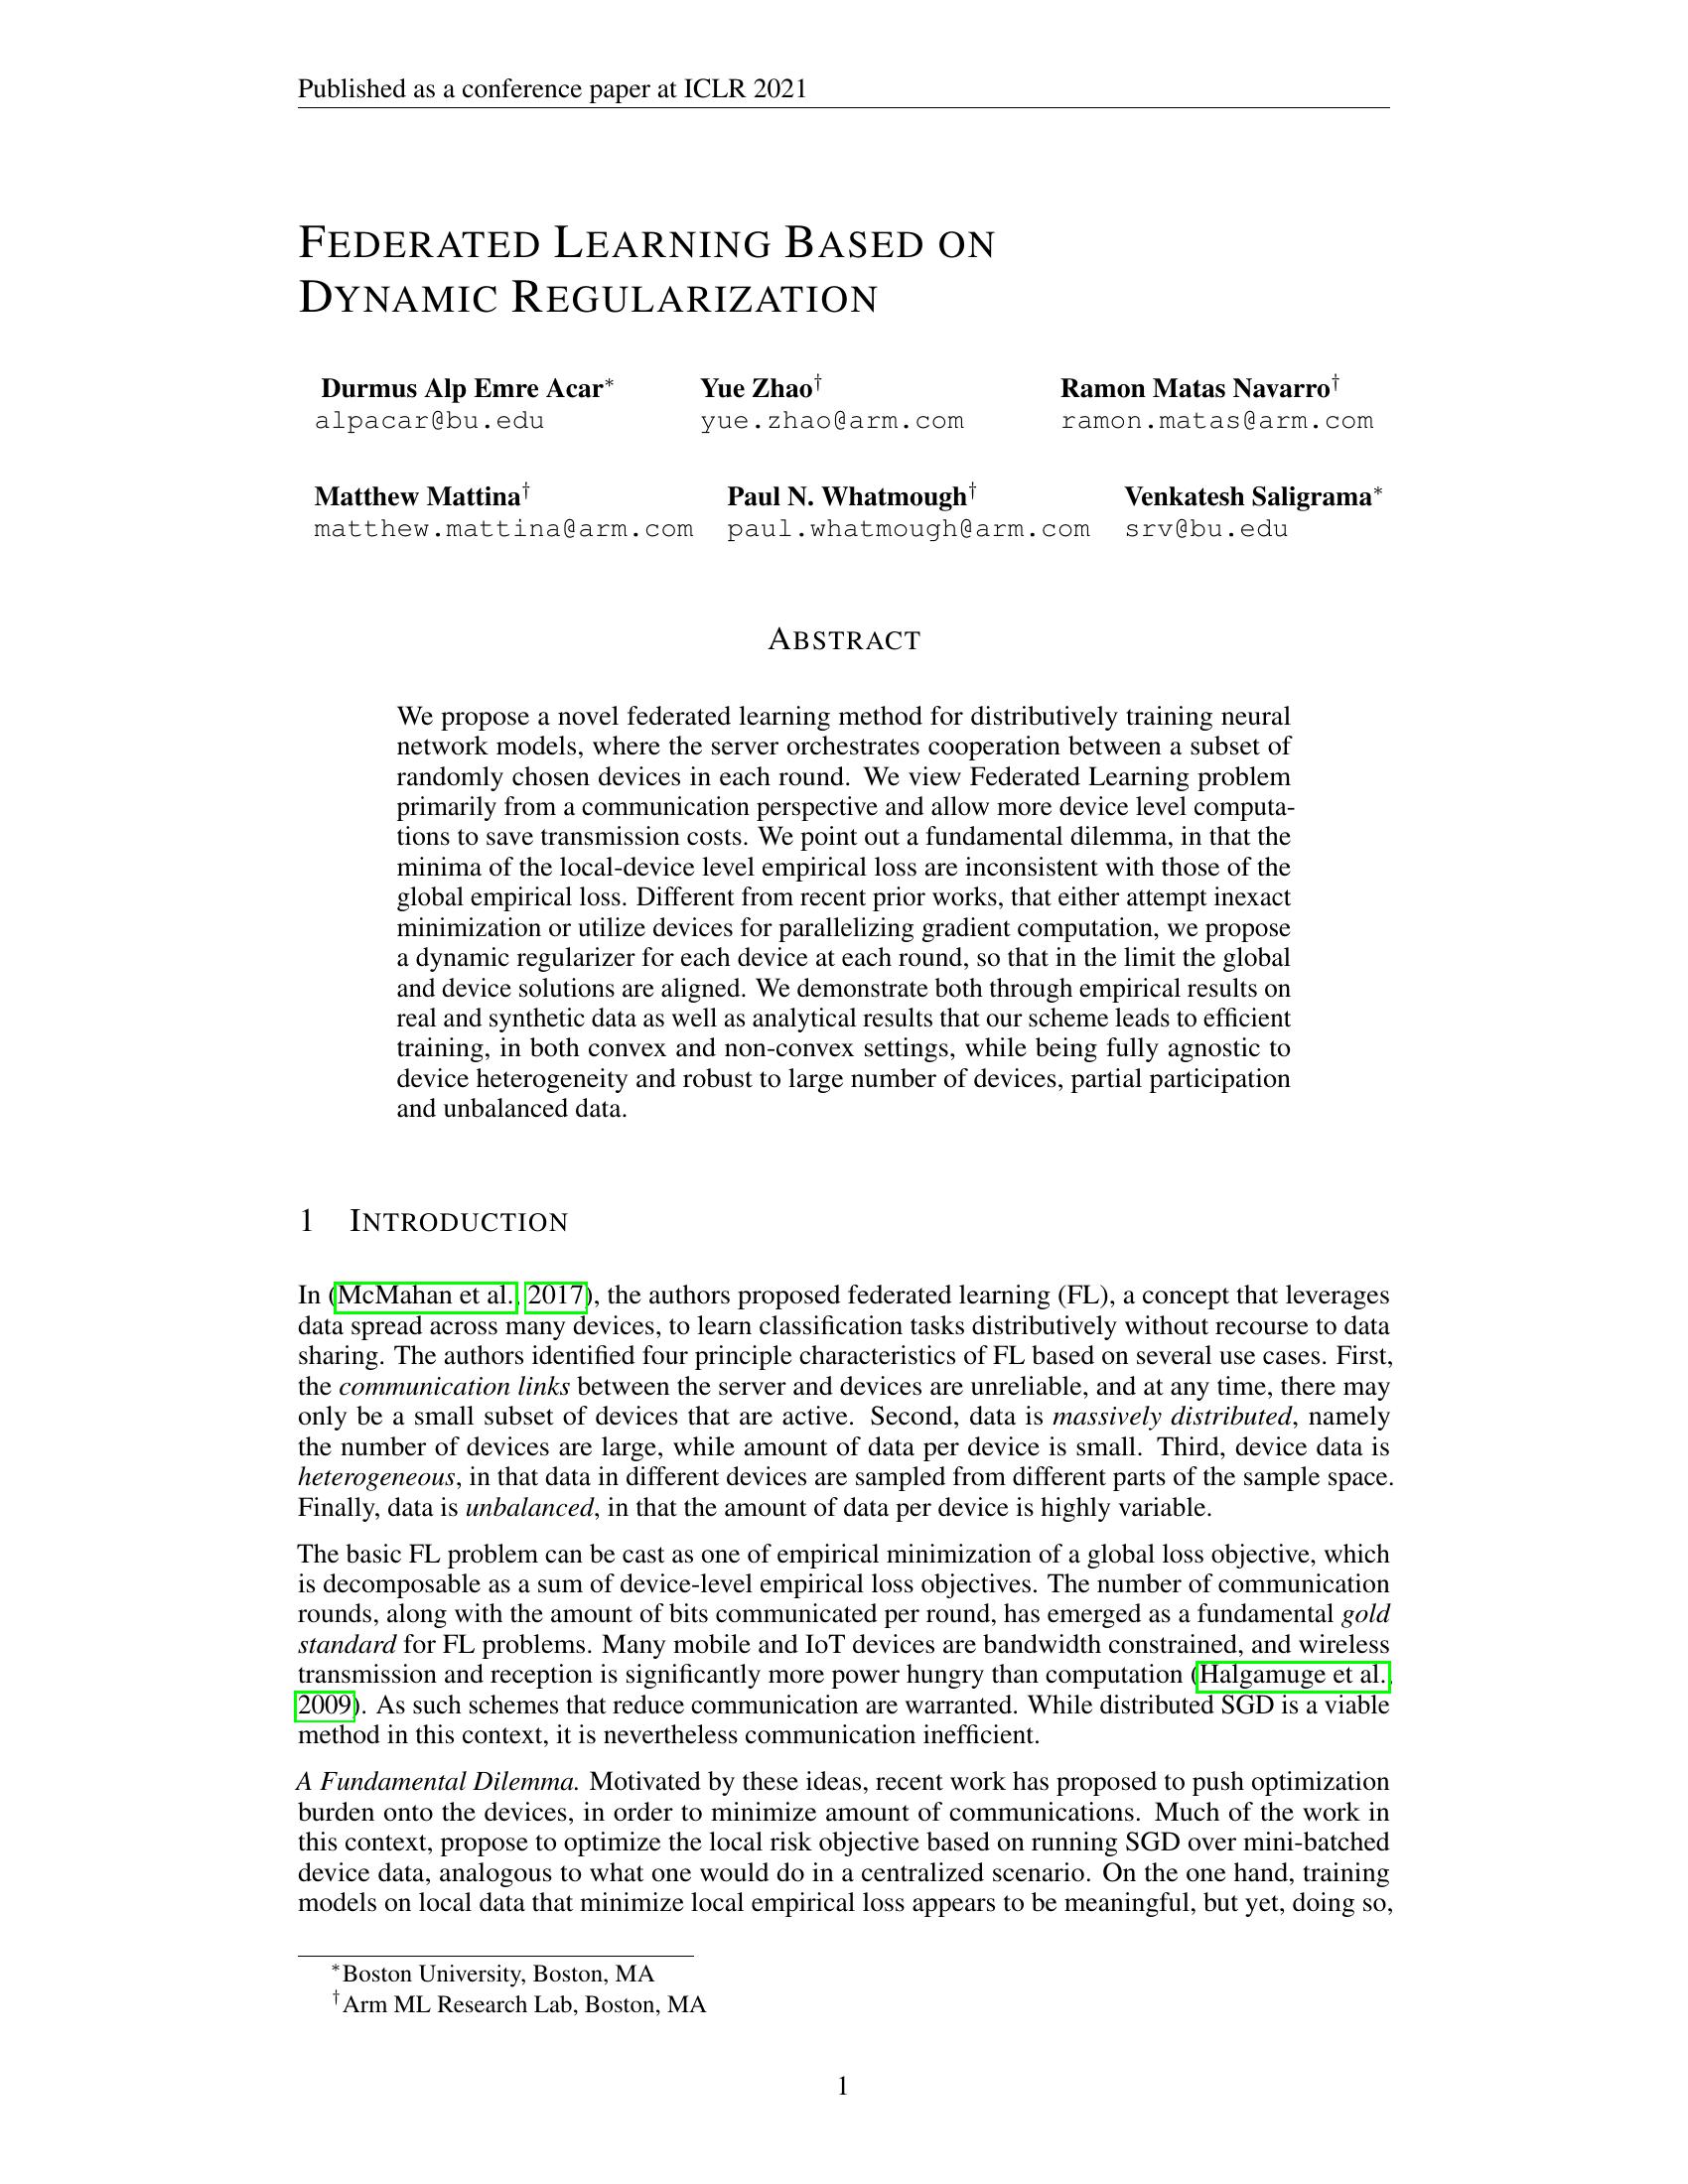 Published as a conference paper at ICLR 2021
FEDERATED LEARNING BASED ON
DYNAMIC REGULARIZATION
Durmus Alp Emre Acar* Yue Zhao† Ramon Matas Navarro†
alpacar@bu.edu yue.zhao@arm.com ramon.matas@arm.com
Matthew Mattina† Paul N. Whatmough† Venkatesh Saligrama*
matthew.mattina@arm.com paul.whatmough@arm.com srv@bu.edu
ABSTRACT
We propose a novel federated learning method for distributively training neural
network models, where the server orchestrates cooperation between a subset of
randomly chosen devices in each round. We view Federated Learning problem
primarily from a communication perspective and allow more device level computa-
tions to save transmission costs. We point out a fundamental dilemma, in that the
minima of the local-device level empirical loss are inconsistent with those of the
global empirical loss. Different from recent prior works, that either attempt inexact
minimization or utilize devices for parallelizing gradient computation, we propose
a dynamic regularizer for each device at each round, so that in the limit the global
and device solutions are aligned. We demonstrate both through empirical results on
real and synthetic data as well as analytical results that our scheme leads to efficient
training, in both convex and non-convex settings, while being fully agnostic to
device heterogeneity and robust to large number of devices, partial participation
and unbalanced data.
1 INTRODUCTION
In (McMahan et al., 2017), the authors proposed federated learning (FL), a concept that leverages
data spread across many devices, to learn classification tasks distributively without recourse to data
sharing. The authors identified four principle characteristics of FL based on several use cases. First,
the communication links between the server and devices are unreliable, and at any time, there may
only be a small subset of devices that are active. Second, data is massively distributed, namely
the number of devices are large, while amount of data per device is small. Third, device data is
heterogeneous, in that data in different devices are sampled from different parts of the sample space.
Finally, data is unbalanced, in that the amount of data per device is highly variable.
The basic FL problem can be cast as one of empirical minimization of a global loss objective, which
is decomposable as a sum of device-level empirical loss objectives. The number of communication
rounds, along with the amount of bits communicated per round, has emerged as a fundamental gold
standard for FL problems. Many mobile and IoT devices are bandwidth constrained, and wireless
transmission and reception is significantly more power hungry than computation (Halgamuge et al.,
2009). As such schemes that reduce communication are warranted. While distributed SGD is a viable
method in this context, it is nevertheless communication inefficient.
A Fundamental Dilemma. Motivated by these ideas, recent work has proposed to push optimization
burden onto the devices, in order to minimize amount of communications. Much of the work in
this context, propose to optimize the local risk objective based on running SGD over mini-batched
device data, analogous to what one would do in a centralized scenario. On the one hand, training
models on local data that minimize local empirical loss appears to be meaningful, but yet, doing so,
*Boston University, Boston, MA
†Arm ML Research Lab, Boston, MA
1